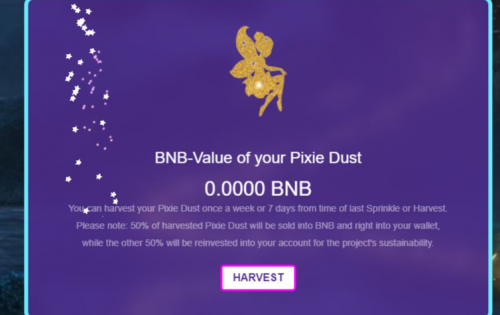 BNB-Value of your Pixie Dust
0.0000 BNB
You can harvest your Pixie Dust once a week or 7 days from time of last Sprinkle or Harvest.
Please note: 50% of harvested Pixie Dust will be sold into BNB and right into your wallet,
while the other 50% will be reinvested into your account for the project's sustainability.
HARVEST